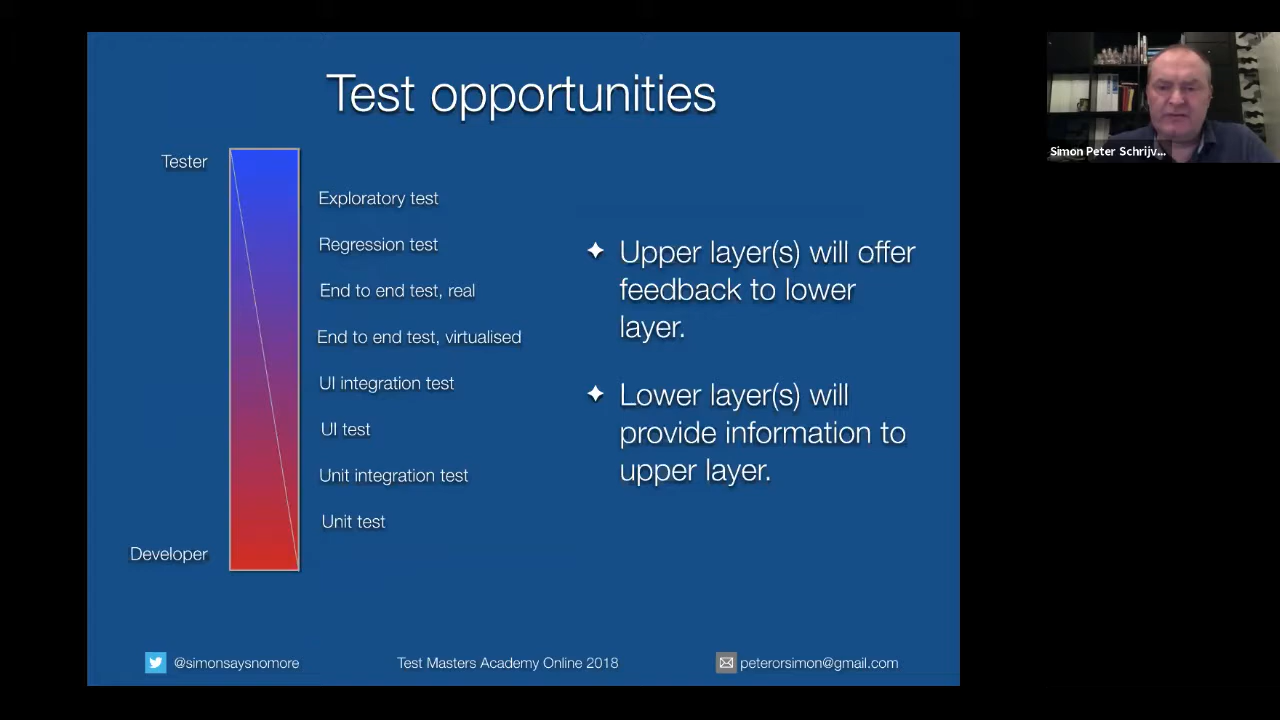 Test opportunities
Tester
Exploratory test
Regression test
End to end test, real
End to end test, virtualised
UI integration test
UI test
Unit integration test
Unit test
Developer
Upper layer(s) will offer
feedback to lower
layer.
Lower layer(s) will
provide information to
upper layer.
@simonsaysnomore
Test Masters Academy Online 2018
peterorsimon@gmail.com
Simon Peter Schrijv...